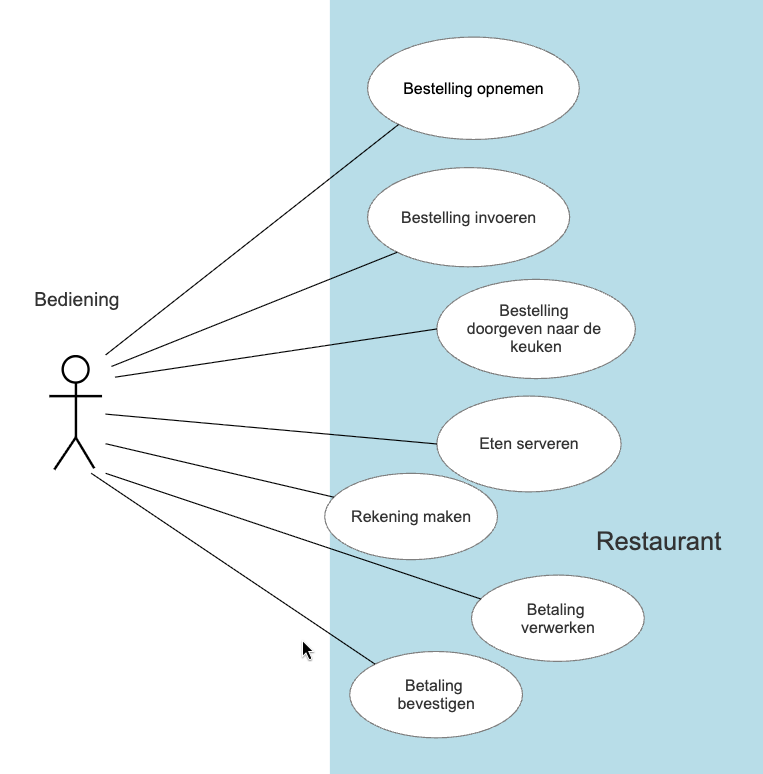 Bestelling opnemen
Bestelling invoeren
Bediening
Bestelling
doorgeven naar de
keuken
Eten serveren
Rekening maken
Restaurant
Betaling
verwerken
Betaling
bevestigen